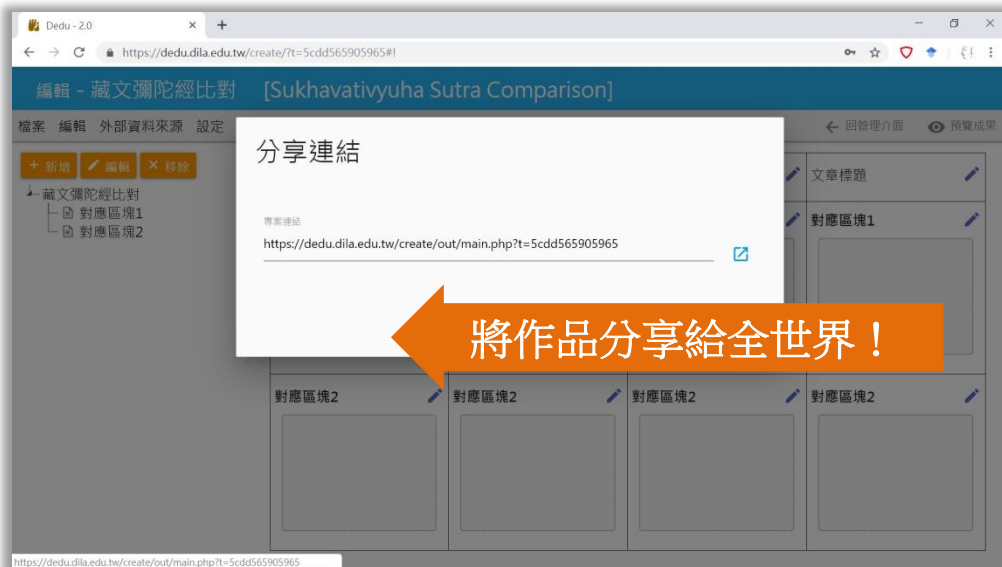 Dedu - 2.0
https://dedu.dila.edu.tw/create/?t=5cdd565905965#!
編輯 - 藏文彌陀經比對 [Sukhavativyuha Sutra Comparison]
檔案 編輯 外部資料來源 設定
回管理介面 預覽成果
+ 新增 編輯 × 移除
藏文彌陀經比對
對應區塊1
對應區塊2
分享連結
專案連結
https://dedu.dila.edu.tw/create/out/main.php?t=5cdd565905965
文章標題
對應區塊1
將作品分享給全世界！
對應區塊2 對應區塊2 對應區塊2 對應區塊2
https://dedu.dila.edu.tw/create/out/main.php?t=5cdd565905965